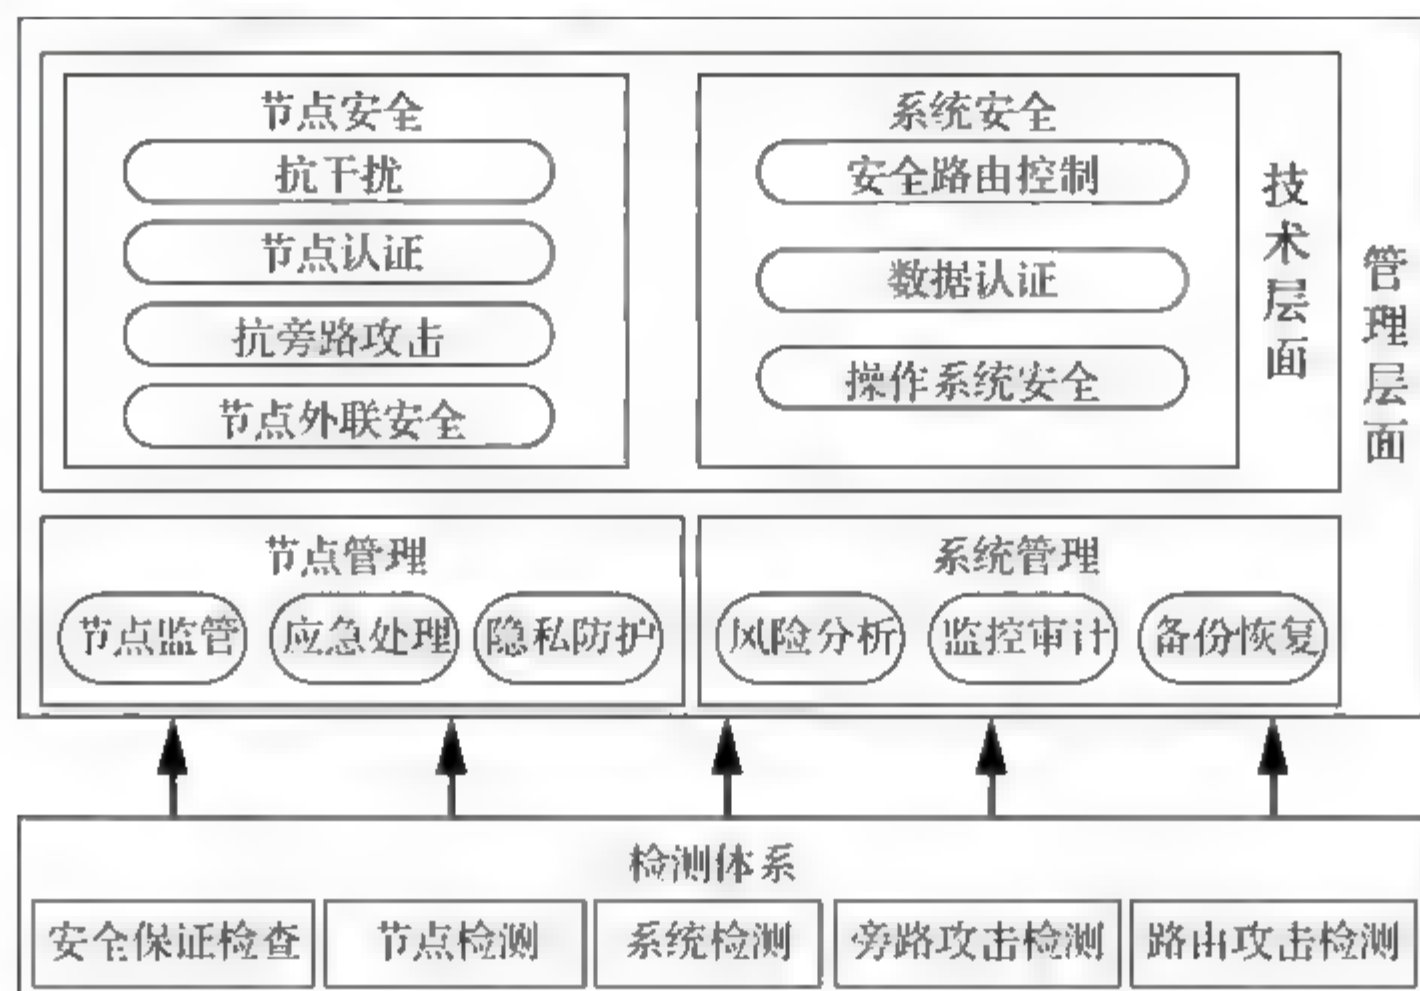 节点安全
抗干扰
节点认证
抗旁路攻击
节点外联安全
系统安全
安全路由控制
数据认证
操作系统安全
技术层面
管理层面
节点管理
节点监管
应急处理
隐私防护
系统管理
风险分析
监控审计
备份恢复
检测体系
安全保证检查
节点检测
系统检测
旁路攻击检测
路由攻击检测